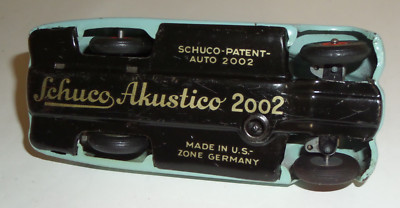 SCHUCO-PATENT-
AUTO 2002
Schuco Akustico 2002
MADE IN U.S.-
ZONE GERMANY